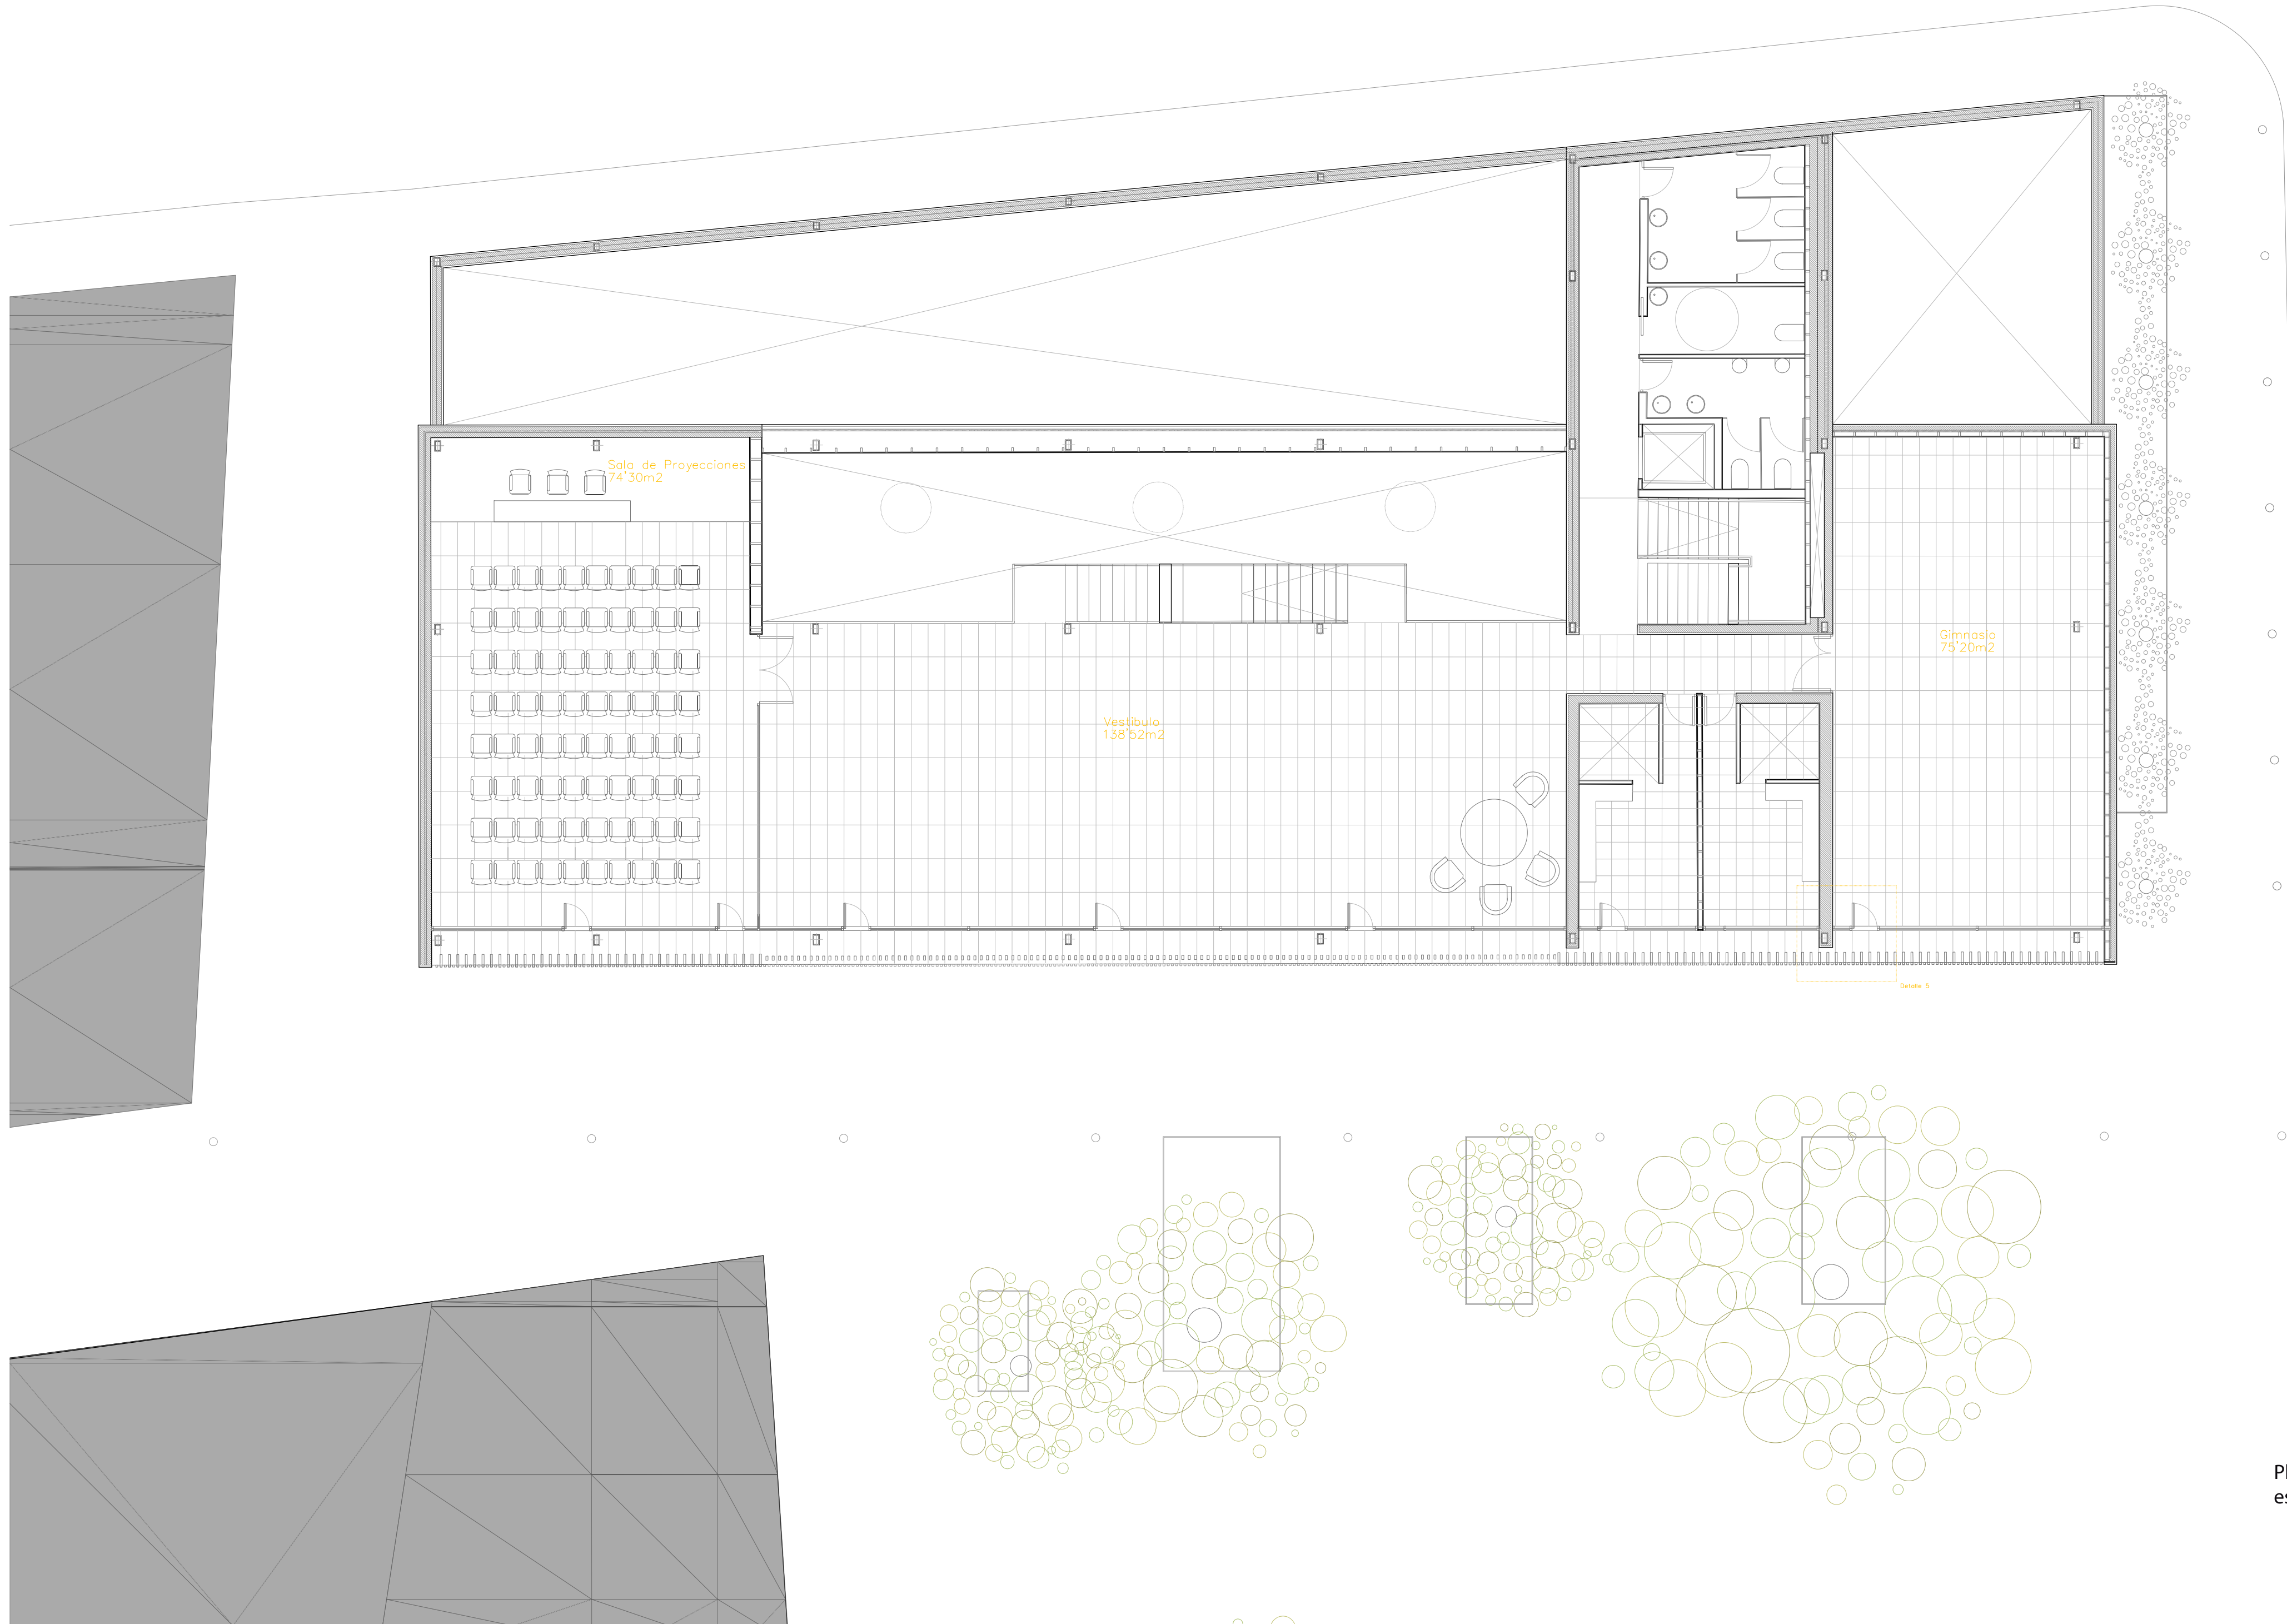 Sala de Proyecciones
74'30m2
Gimnasio
75'20m2
Vestíbulo
138'52m2
Detalle 5
Pl
es